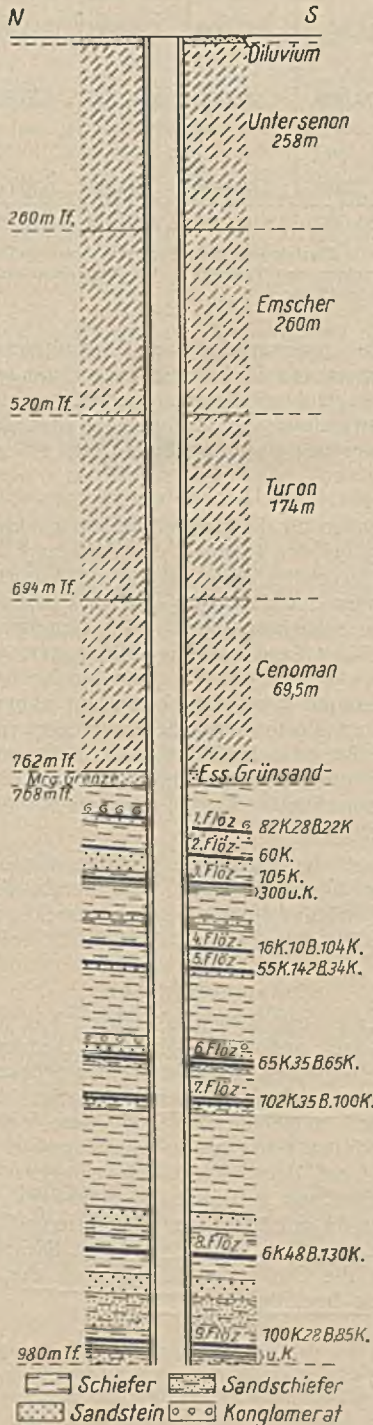 N S
Diluvium
Untersenon
258m
260m Tf.
Emscher
260m
520m Tf.
Turon
174m
694m Tf.
Cenoman
69,5m
762m Tf.
Ess. Grünsand
Mrg. Grenze
768m Tf.
1. Flöz
82K.28B.22K
2. Flöz
60K.
3. Flöz
105K.
300u.K.
4. Flöz
16K.10B.104K.
5. Flöz
55K.142B.34K.
6. Flöz
65K.35B.65K.
7. Flöz
102K.35B.100K.
8. Flöz
6K.48B.130K.
9. Flöz
100K.28B.85K.
u.K.
980m Tf.
Schiefer Sandschiefer
Sandstein Konglomerat